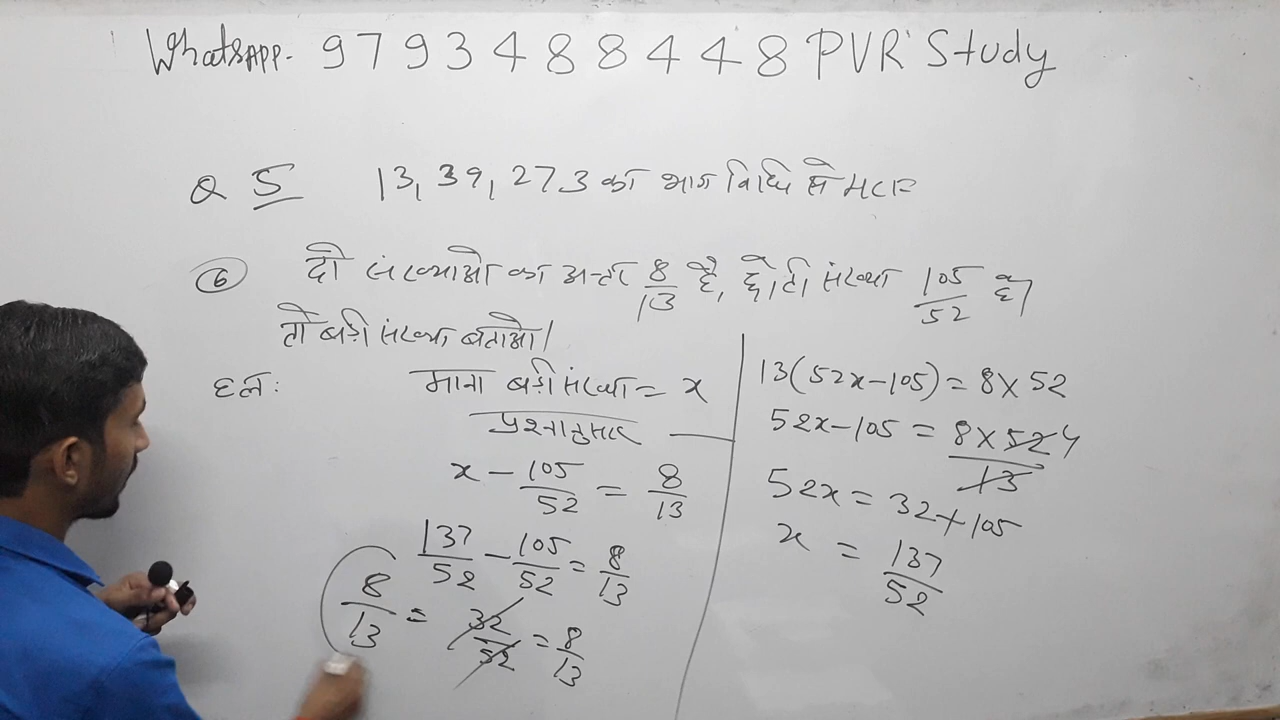 WhatsApp- 9793488448 PVR Study
Q 5 13, 39, 273 का भाग विधि से म०स०
⑥ दो संख्याओ का अन्तर 8/13 है, छोटी संख्या 105/52 है।
तो बड़ी संख्या बताओ।
हल: माना बड़ी संख्या = x
प्रश्नानुसार
x - 105/52 = 8/13
137/52 - 105/52 = 8/13
8/13 = 32/52 = 8/13
13(52x-105) = 8×52
52x-105 = 8×52 4/13
52x = 32+105
x = 137/52